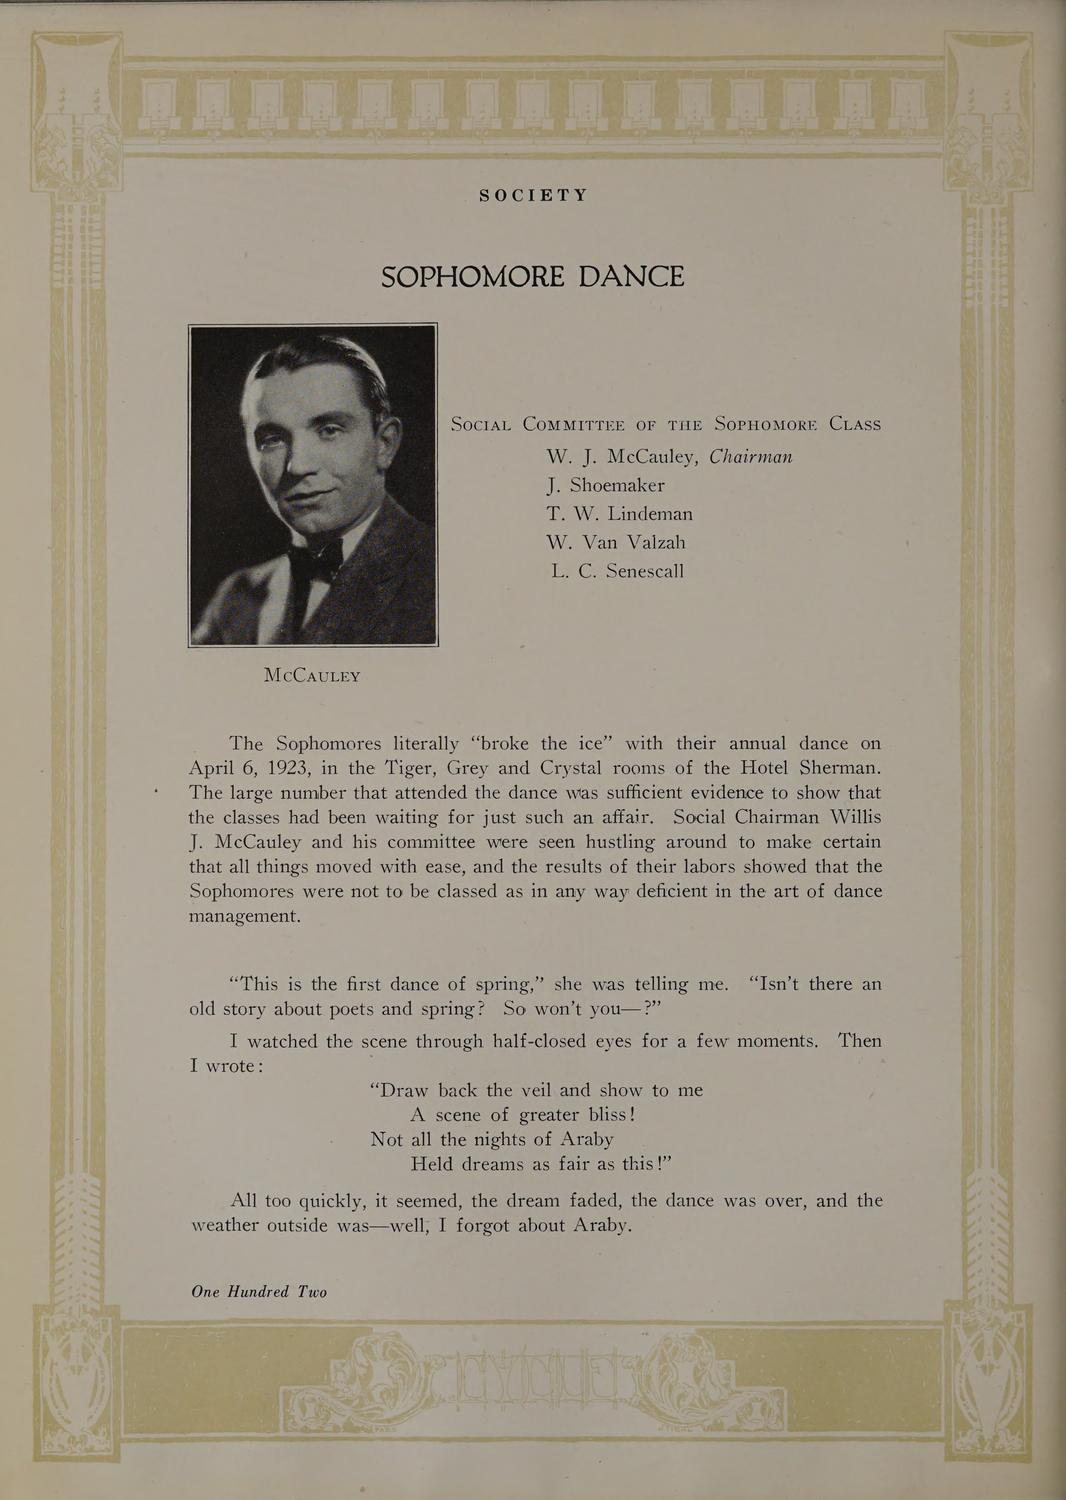 SOCIETY
SOPHOMORE DANCE
SOCIAL COMMITTEE OF THE SOPHOMORE CLASS
W. J. McCauley, Chairman
J. Shoemaker
T. W. Lindeman
W. Van Valzah
L. C. Senescall
MCCAULEY
The Sophomores literally “broke the ice” with their annual dance on
April 6, 1923, in the Tiger, Grey and Crystal rooms of the Hotel Sherman.
The large number that attended the dance was sufficient evidence to show that
the classes had been waiting for just such an affair. Social Chairman Willis
J. McCauley and his committee were seen hustling around to make certain
that all things moved with ease, and the results of their labors showed that the
Sophomores were not to be classed as in any way deficient in the art of dance
management.
“This is the first dance of spring,” she was telling me. “Isn’t there an
old story about poets and spring? So won’t you—?”
I watched the scene through half-closed eyes for a few moments. Then
I wrote:
“Draw back the veil and show to me
A scene of greater bliss!
Not all the nights of Araby
Held dreams as fair as this!”
All too quickly, it seemed, the dream faded, the dance was over, and the
weather outside was—well, I forgot about Araby.
One Hundred Two